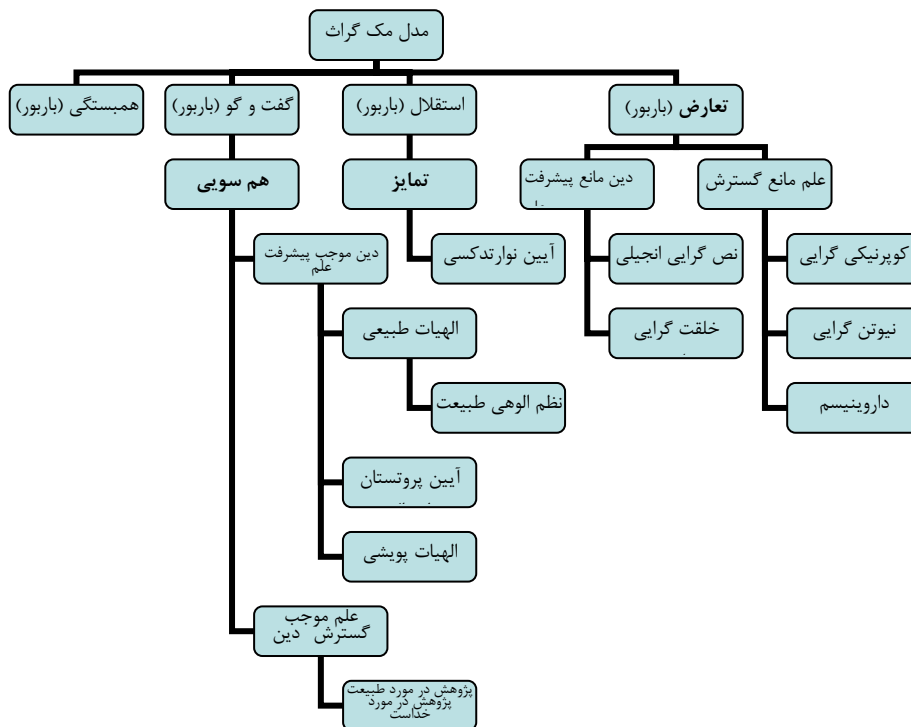 مدل مک گراث
تعارض (باربور)
استقلال (باربور)
گفت و گو (باربور)
همبستگی (باربور)
علم مانع گسترش
دین مانع پیشرفت
تمایز
هم سویی
کوپرنیکی گرایی
نیوتن گرایی
داروینیسم
نص گرایی انجیلی
خلقت گرایی
آیین نوارتدکسی
دین موجب پیشرفت
علم
الهیات طبیعی
نظم الوهی طبیعت
آیین پروتستان
الهیات پویشی
علم موجب
گسترش دین
پژوهش در مورد طبیعت
پژوهش در مورد
خداست